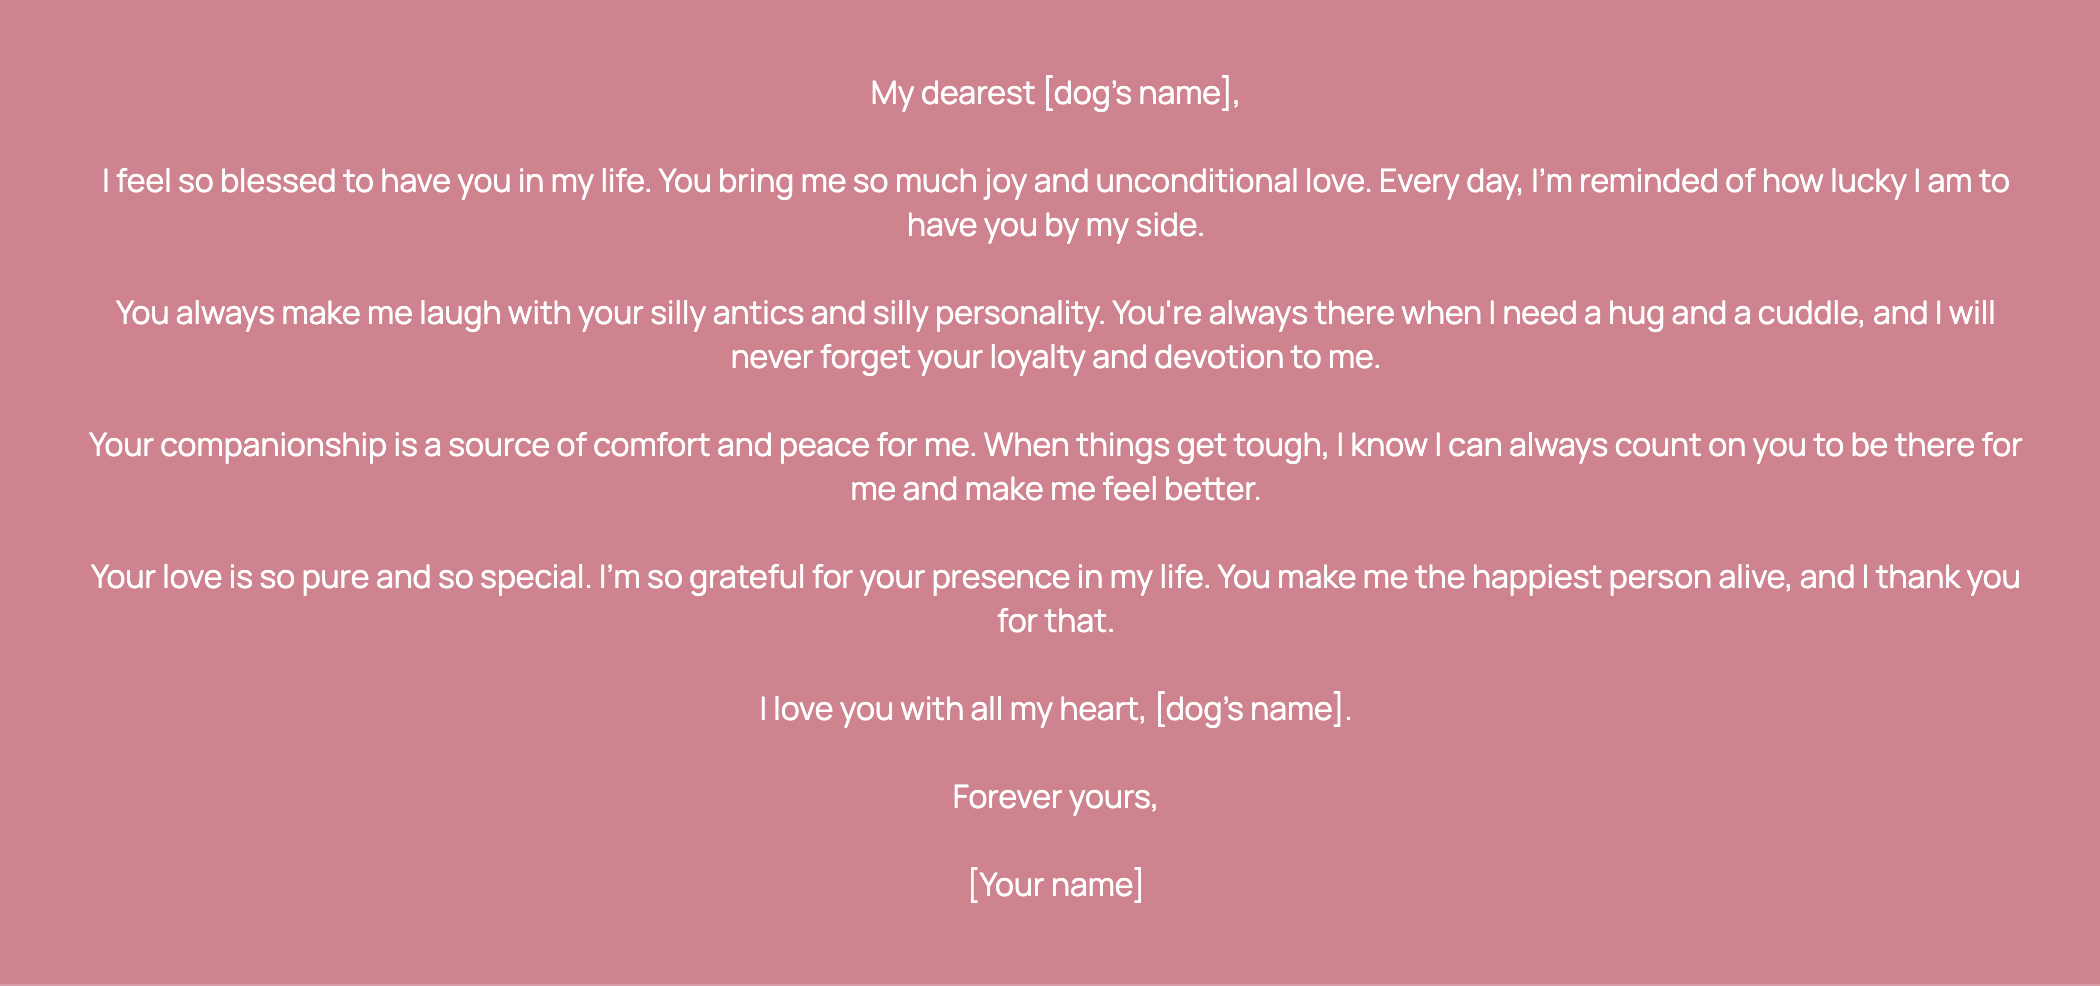 My dearest [dog’s name],
I feel so blessed to have you in my life. You bring me so much joy and unconditional love. Every day, I’m reminded of how lucky I am to
have you by my side.
You always make me laugh with your silly antics and silly personality. You're always there when I need a hug and a cuddle, and I will
never forget your loyalty and devotion to me.
Your companionship is a source of comfort and peace for me. When things get tough, I know I can always count on you to be there for
me and make me feel better.
Your love is so pure and so special. I’m so grateful for your presence in my life. You make me the happiest person alive, and I thank you
for that.
I love you with all my heart, [dog’s name].
Forever yours,
[Your name]